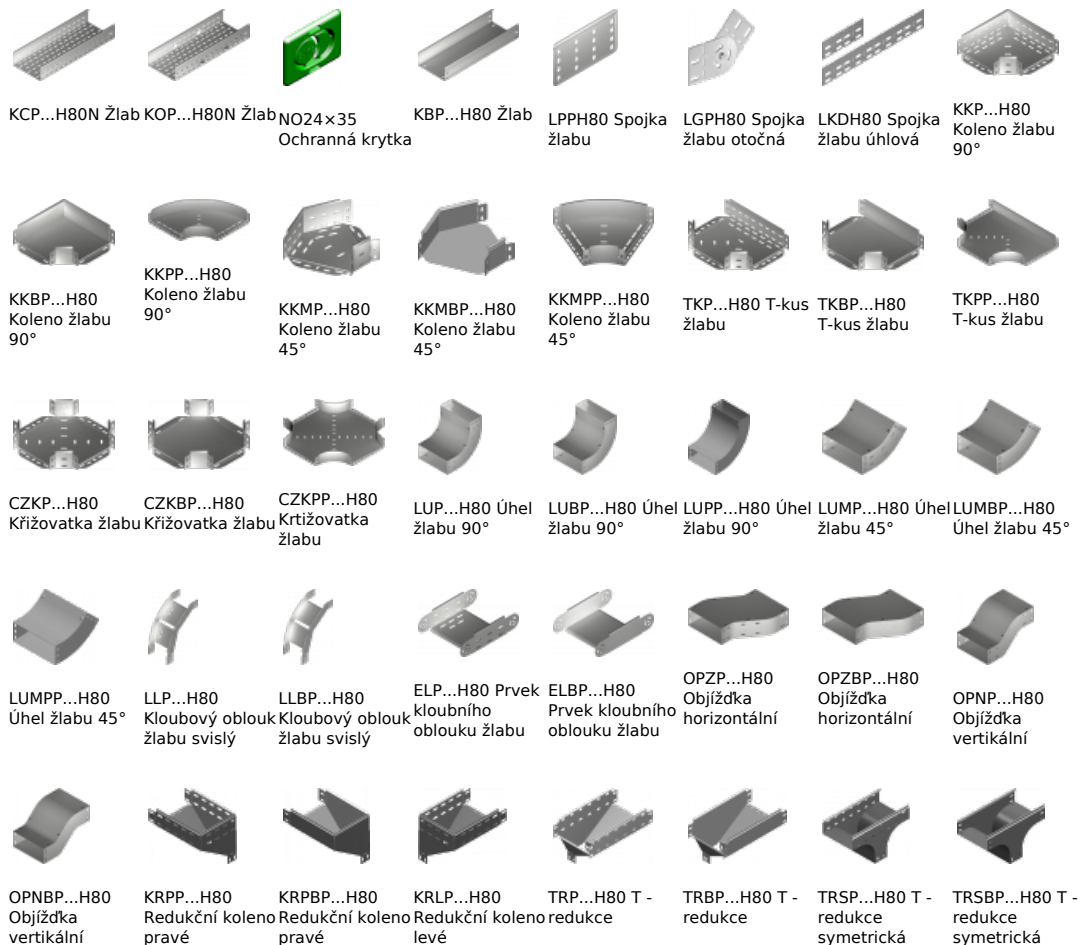 KCP...H80N Žlab
KOP...H80N Žlab
NO24×35
Ochranná krytka
KBP...H80 Žlab
LPPH80 Spojka
žlabu
LGPH80 Spojka
žlabu otočná
LKDH80 Spojka
žlabu úhlová
KKP...H80
Koleno žlabu
90°
KKBP...H80
Koleno žlabu
90°
KKPP...H80
Koleno žlabu
90°
KKMP...H80
Koleno žlabu
45°
KKMBP...H80
Koleno žlabu
45°
KKMPP...H80
Koleno žlabu
45°
TKP...H80 T-kus
žlabu
TKBP...H80
T-kus žlabu
TKPP...H80
T-kus žlabu
CZKP...H80
Křižovatka žlabu
CZKBP...H80
Křižovatka žlabu
CZKPP...H80
Krtižovatka
žlabu
LUP...H80 Úhel
žlabu 90°
LUBP...H80 Úhel
žlabu 90°
LUPP...H80 Úhel
žlabu 90°
LUMP...H80 Úhel
žlabu 45°
LUMBP...H80
Úhel žlabu 45°
LUMPP...H80
Úhel žlabu 45°
LLP...H80
Kloubový oblouk
žlabu svislý
LLBP...H80
Kloubový oblouk
žlabu svislý
ELP...H80 Prvek
kloubního
oblouku žlabu
ELBP...H80
Prvek kloubního
oblouku žlabu
OPZP...H80
Objížďka
horizontální
OPZBP...H80
Objížďka
horizontální
OPNP...H80
Objížďka
vertikální
OPNBP...H80
Objížďka
vertikální
KRPP...H80
Redukční koleno
pravé
KRPBP...H80
Redukční koleno
pravé
KRLP...H80
Redukční koleno
levé
TRP...H80 T -
redukce
TRBP...H80 T -
redukce
TRSP...H80 T -
redukce
symetrická
TRSBP...H80 T -
redukce
symetrická